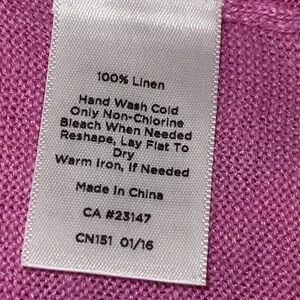 100% Linen
Hand Wash Cold
Only Non-Chlorine
Bleach When Needed
Reshape, Lay Flat To
Dry
Warm Iron, If Needed
Made In China
CA #23147
CN151 01/16